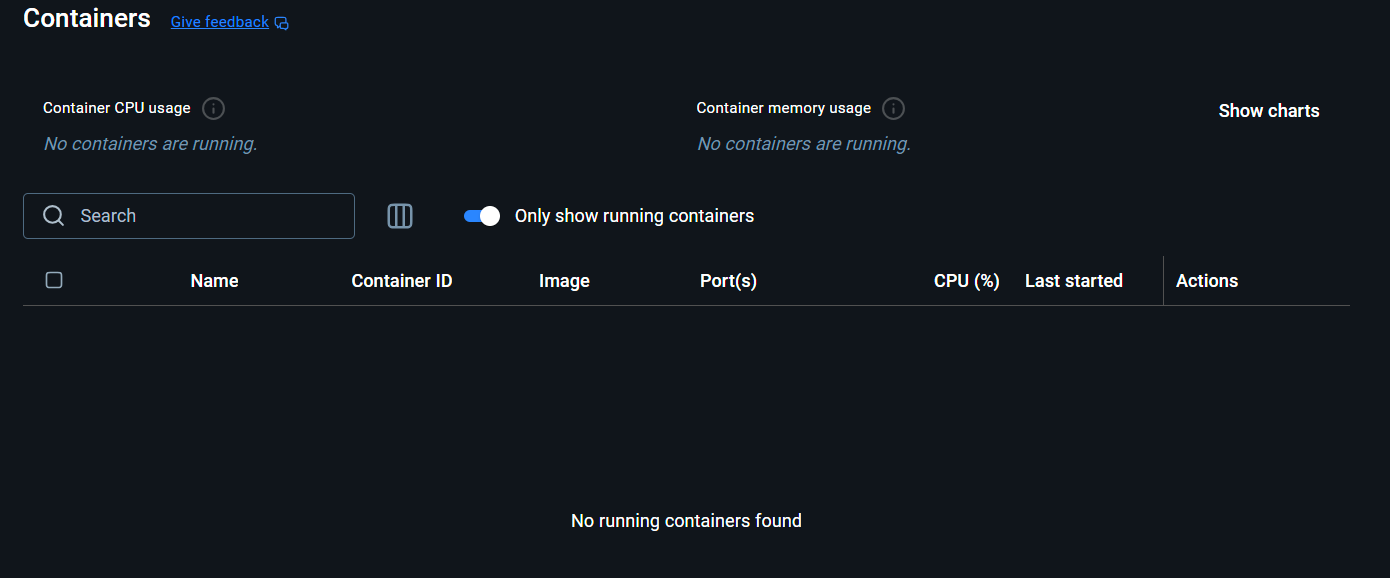 Containers Give feedback
Container CPU usage Container memory usage Show charts
No containers are running. No containers are running.
Search Only show running containers
Name Container ID Image Port(s) CPU (%) Last started Actions
No running containers found